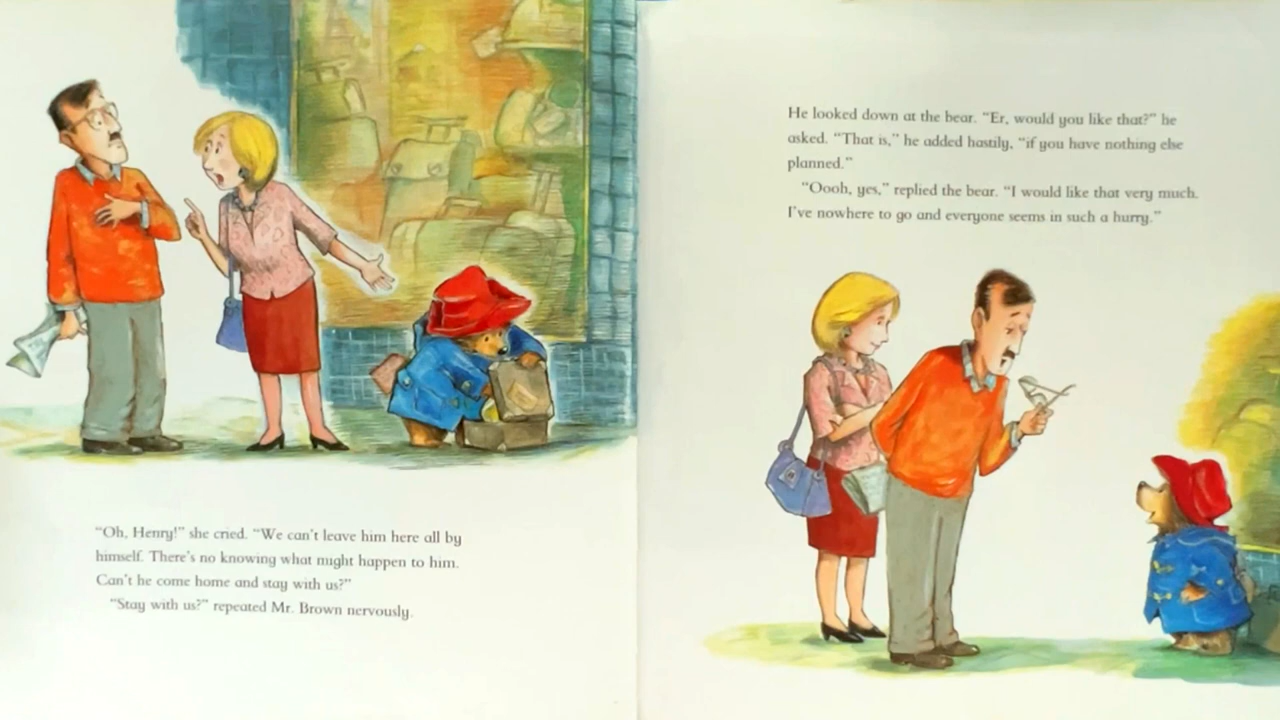 “Oh, Henry!” she cried. “We can’t leave him here all by
himself. There’s no knowing what might happen to him.
Can’t he come home and stay with us?”
“Stay with us?” repeated Mr. Brown nervously.
He looked down at the bear. “Er, would you like that?” he
asked. “That is,” he added hastily, “if you have nothing else
planned.”
“Oooh, yes,” replied the bear. “I would like that very much.
I’ve nowhere to go and everyone seems in such a hurry.”